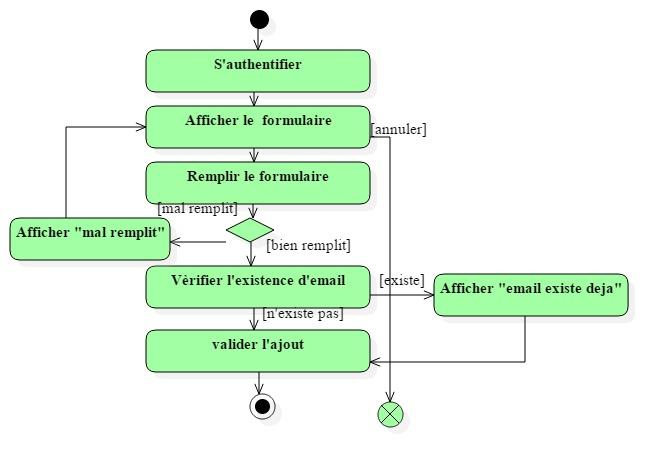 S'authentifier
Afficher le formulaire
[annuler]
Remplir le formulaire
[mal remplit]
Afficher "mal remplit"
[bien remplit]
Vèrifier l'existence d'email
[existe]
Afficher "email existe deja"
[n'existe pas]
valider l'ajout